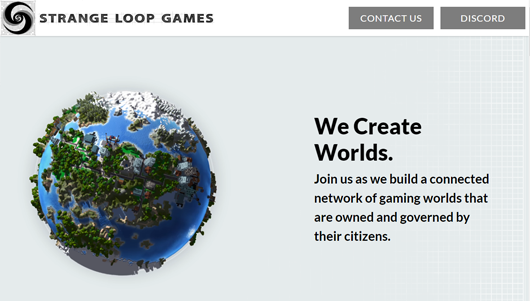 STRANGE LOOP GAMES
CONTACT US
DISCORD
We Create
Worlds.
Join us as we build a connected
network of gaming worlds that
are owned and governed by
their citizens.